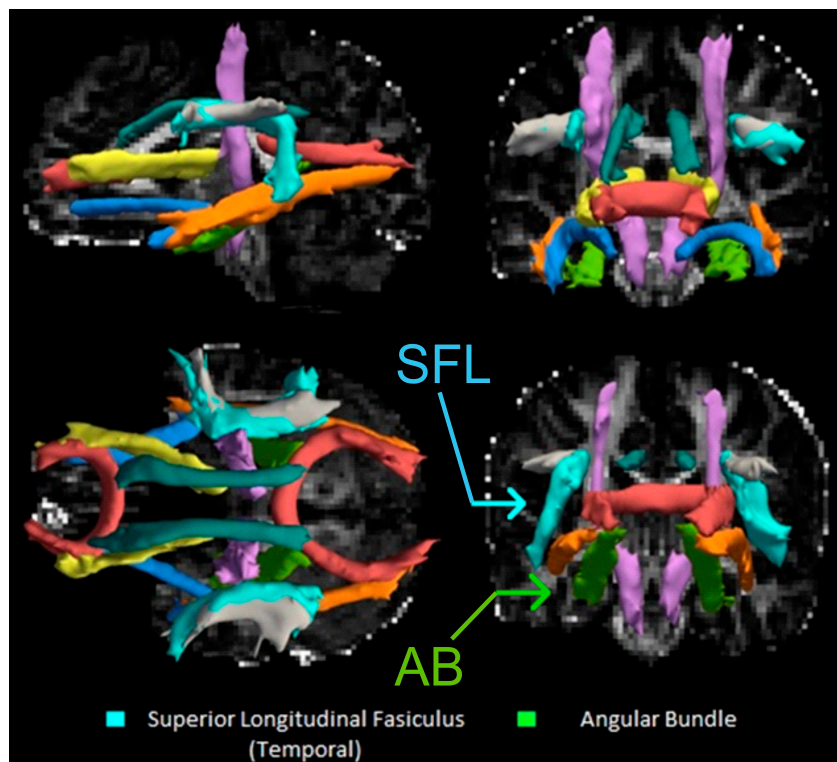 SFL
AB
Superior Longitudinal Fasiculus
(Temporal)
Angular Bundle